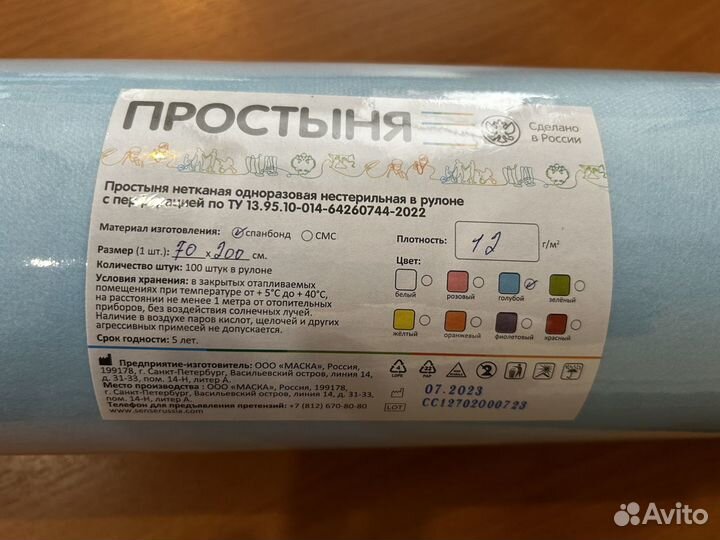 ПРОСТЫНЯ
Сделано
в России
Простыня нетканая одноразовая нестерильная в рулоне
с перфорацией по ТУ 13.95.10-014-64260744-2022
Материал изготовления: спанбонд СМС
Размер (1 шт.): 70 x 200 см.
Количество штук: 100 штук в рулоне
Условия хранения: в закрытых отапливаемых
помещениях при температуре от + 5°С до + 40°С,
на расстоянии не менее 1 метра от отопительных
приборов, без воздействия солнечных лучей.
Наличие в воздухе паров кислот, щелочей и других
агрессивных примесей не допускается.
Срок годности: 5 лет.
Плотность: 12 г/м²
Цвет:
белый розовый голубой зелёный
жёлтый оранжевый фиолетовый красный
Предприятие-изготовитель: ООО «МАСКА», Россия,
199178, г. Санкт-Петербург, Васильевский остров, линия 14,
д. 31-33, пом. 14-Н, литер А.
Место производства: ООО «МАСКА», Россия, 199178,
г. Санкт-Петербург, Васильевский остров, линия 14, д. 31-33,
пом. 14-Н, литер А.
Телефон для предъявления претензий: +7 (812) 670-80-80
www.senserussia.com
07.2023
LOT CC12702000723
Avito